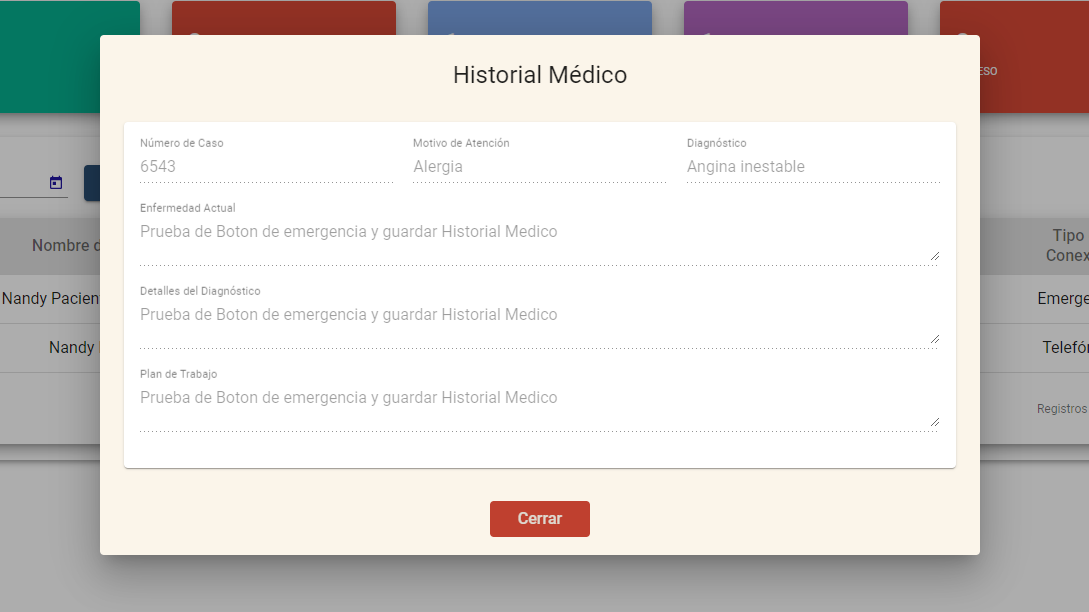 ESO
Historial Médico
Número de Caso
Motivo de Atención
Diagnóstico
6543
Alergia
Angina inestable
Enfermedad Actual
Prueba de Boton de emergencia y guardar Historial Medico
Detalles del Diagnóstico
Prueba de Boton de emergencia y guardar Historial Medico
Plan de Trabajo
Prueba de Boton de emergencia y guardar Historial Medico
Cerrar
Nombre
Tipo
Conex
Nandy Pacien
Emerge
Nandy
Telefón
Registros